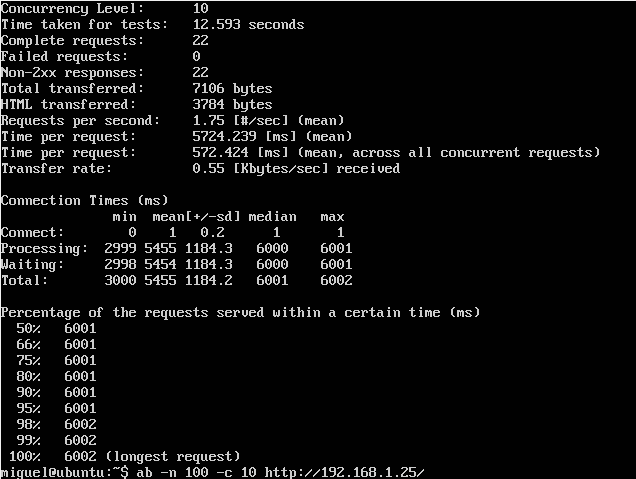 Concurrency Level:      10
Time taken for tests:   12.593 seconds
Complete requests:      22
Failed requests:        0
Non-2xx responses:      22
Total transferred:      7106 bytes
HTML transferred:       3784 bytes
Requests per second:    1.75 [#/sec] (mean)
Time per request:       5724.239 [ms] (mean)
Time per request:       572.424 [ms] (mean, across all concurrent requests)
Transfer rate:          0.55 [Kbytes/sec] received

Connection Times (ms)
              min  mean[+/-sd] median   max
Connect:        0    1   0.2      1       1
Processing:  2999 5455 1184.3   6000    6001
Waiting:     2998 5454 1184.3   6000    6001
Total:       3000 5455 1184.2   6001    6002

Percentage of the requests served within a certain time (ms)
  50%   6001
  66%   6001
  75%   6001
  80%   6001
  90%   6001
  95%   6001
  98%   6002
  99%   6002
 100%   6002 (longest request)
miguel@ubuntu:~$ ab -n 100 -c 10 http://192.168.1.25/